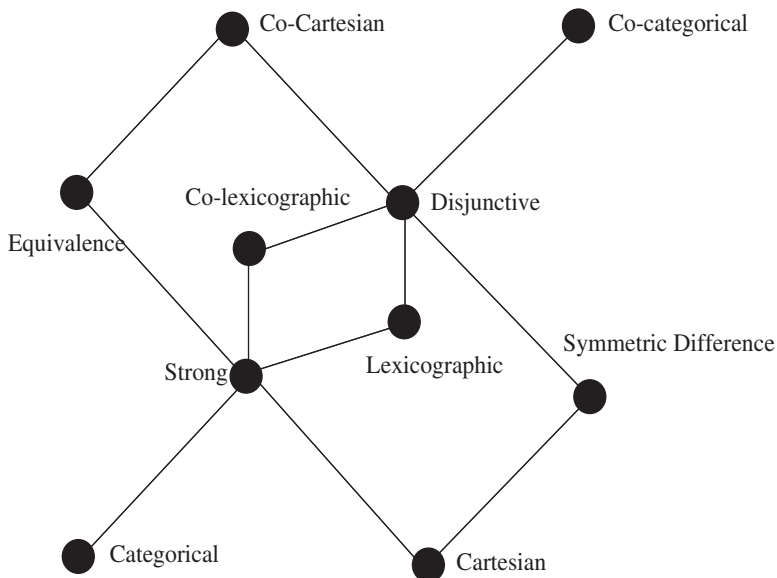 Co-Cartesian
Co-categorical
Co-lexicographic
Disjunctive
Equivalence
Symmetric Difference
Lexicographic
Strong
Categorical
Cartesian